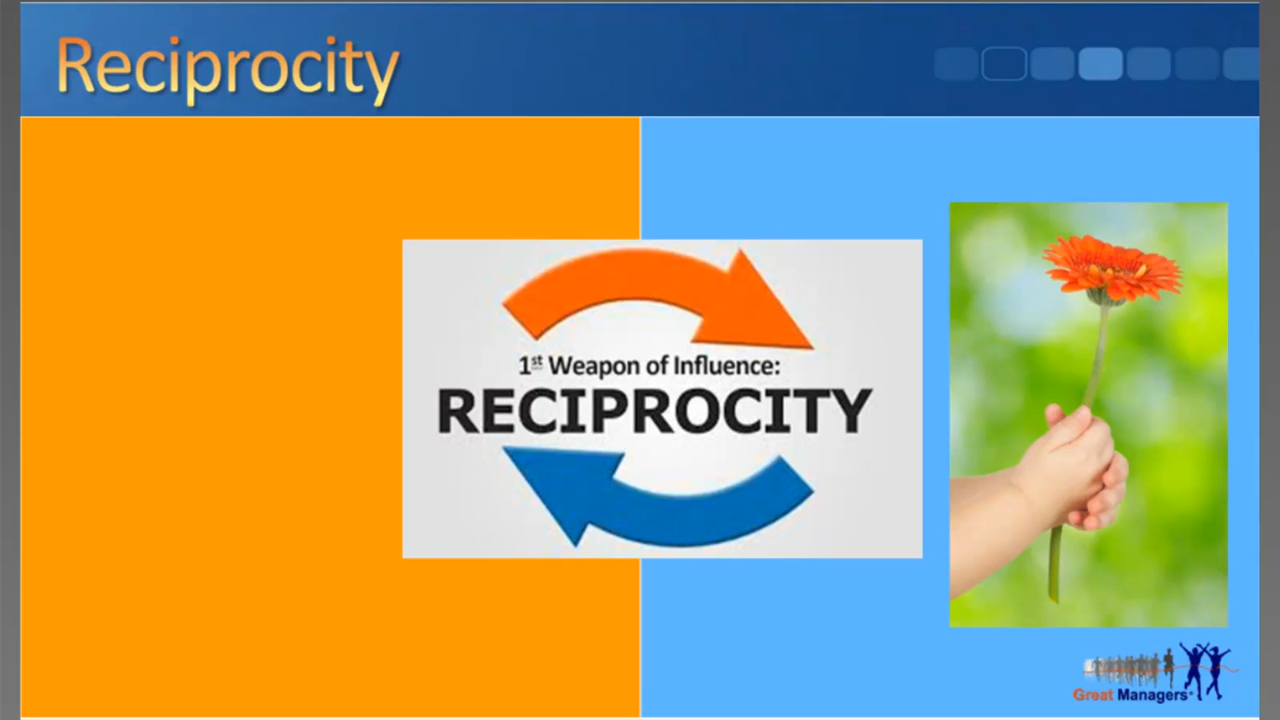 Reciprocity
1st Weapon of Influence:
RECIPROCITY
Great Managers